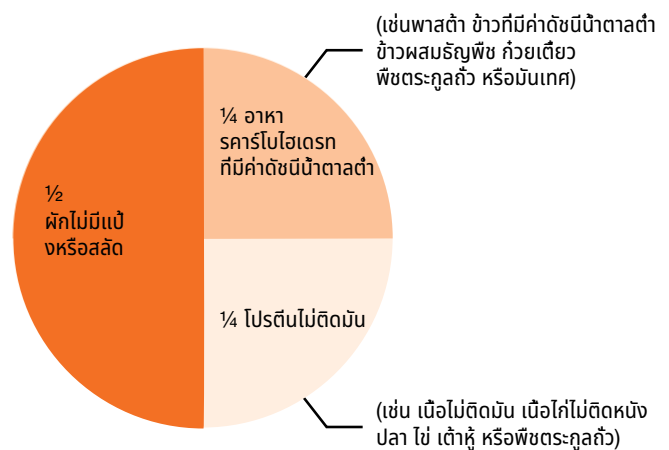 (เช่นพาสต้า ข้าวที่มีค่าดัชนีน้ำตาลต่ำ
ข้าวผสมธัญพืช ก๋วยเตี๋ยว
พืชตระกูลถั่ว หรือมันเทศ)
¼ อาหา
รคาร์โบไฮเดรท
ที่มีค่าดัชนีน้ำตาลต่ำ
½
ผักไม่มีแป้
งหรือสลัด
¼ โปรตีนไม่ติดมัน
(เช่น เนื้อไม่ติดมัน เนื้อไก่ไม่ติดหนัง
ปลา ไข่ เต้าหู้ หรือพืชตระกูลถั่ว)